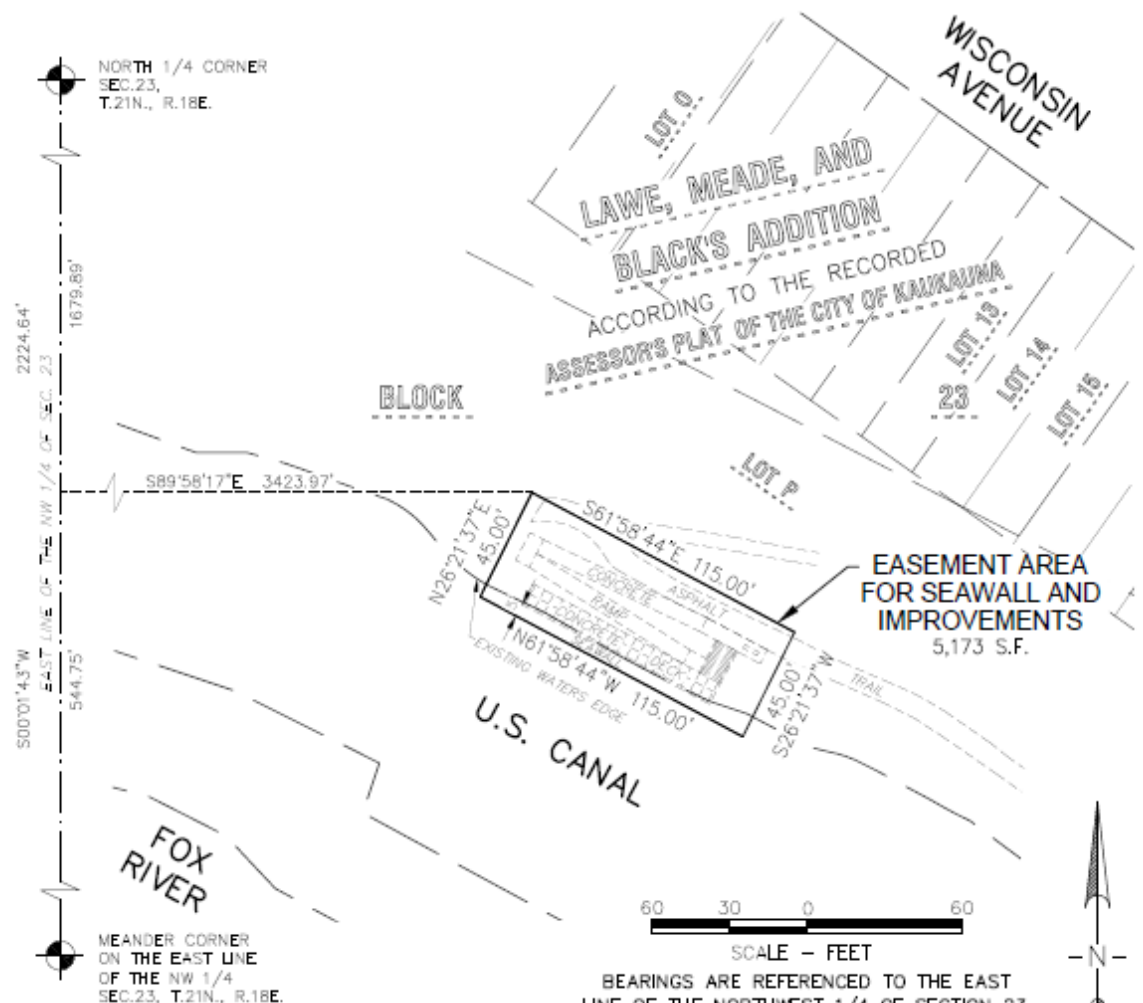 NORTH 1/4 CORNER
SEC.23,
T.21N., R.18E.
WISCONSIN
AVENUE
LOT O
LAWE, MEADE, AND
BLACK'S ADDITION
ACCORDING TO THE RECORDED
ASSESSOR'S PLAT OF THE CITY OF KAUKAUNA
LOT 13
LOT 14
LOT 15
23
BLOCK
LOT P
2224.64'
1679.89'
EAST LINE OF THE NW 1/4 OF SEC. 23
S00°01'43"W
544.75'
S89°58'17"E 3423.97'
N26°21'37"E
45.00'
S61°58'44"E 115.00'
EASEMENT AREA
FOR SEAWALL AND
IMPROVEMENTS
5,173 S.F.
ASPHALT
TRAIL
CONCRETE
RAMP
CONCRETE DECK
SEAWALL
5'
N61°58'44"W 115.00'
EXISTING WATERS EDGE
45.00'
S26°21'37"W
U.S. CANAL
FOX
RIVER
MEANDER CORNER
ON THE EAST LINE
OF THE NW 1/4
SEC.23, T.21N., R.18E.
60 30 0 60
SCALE - FEET
BEARINGS ARE REFERENCED TO THE EAST
LINE OF THE NORTHWEST 1/4 OF SECTION 23
-N-